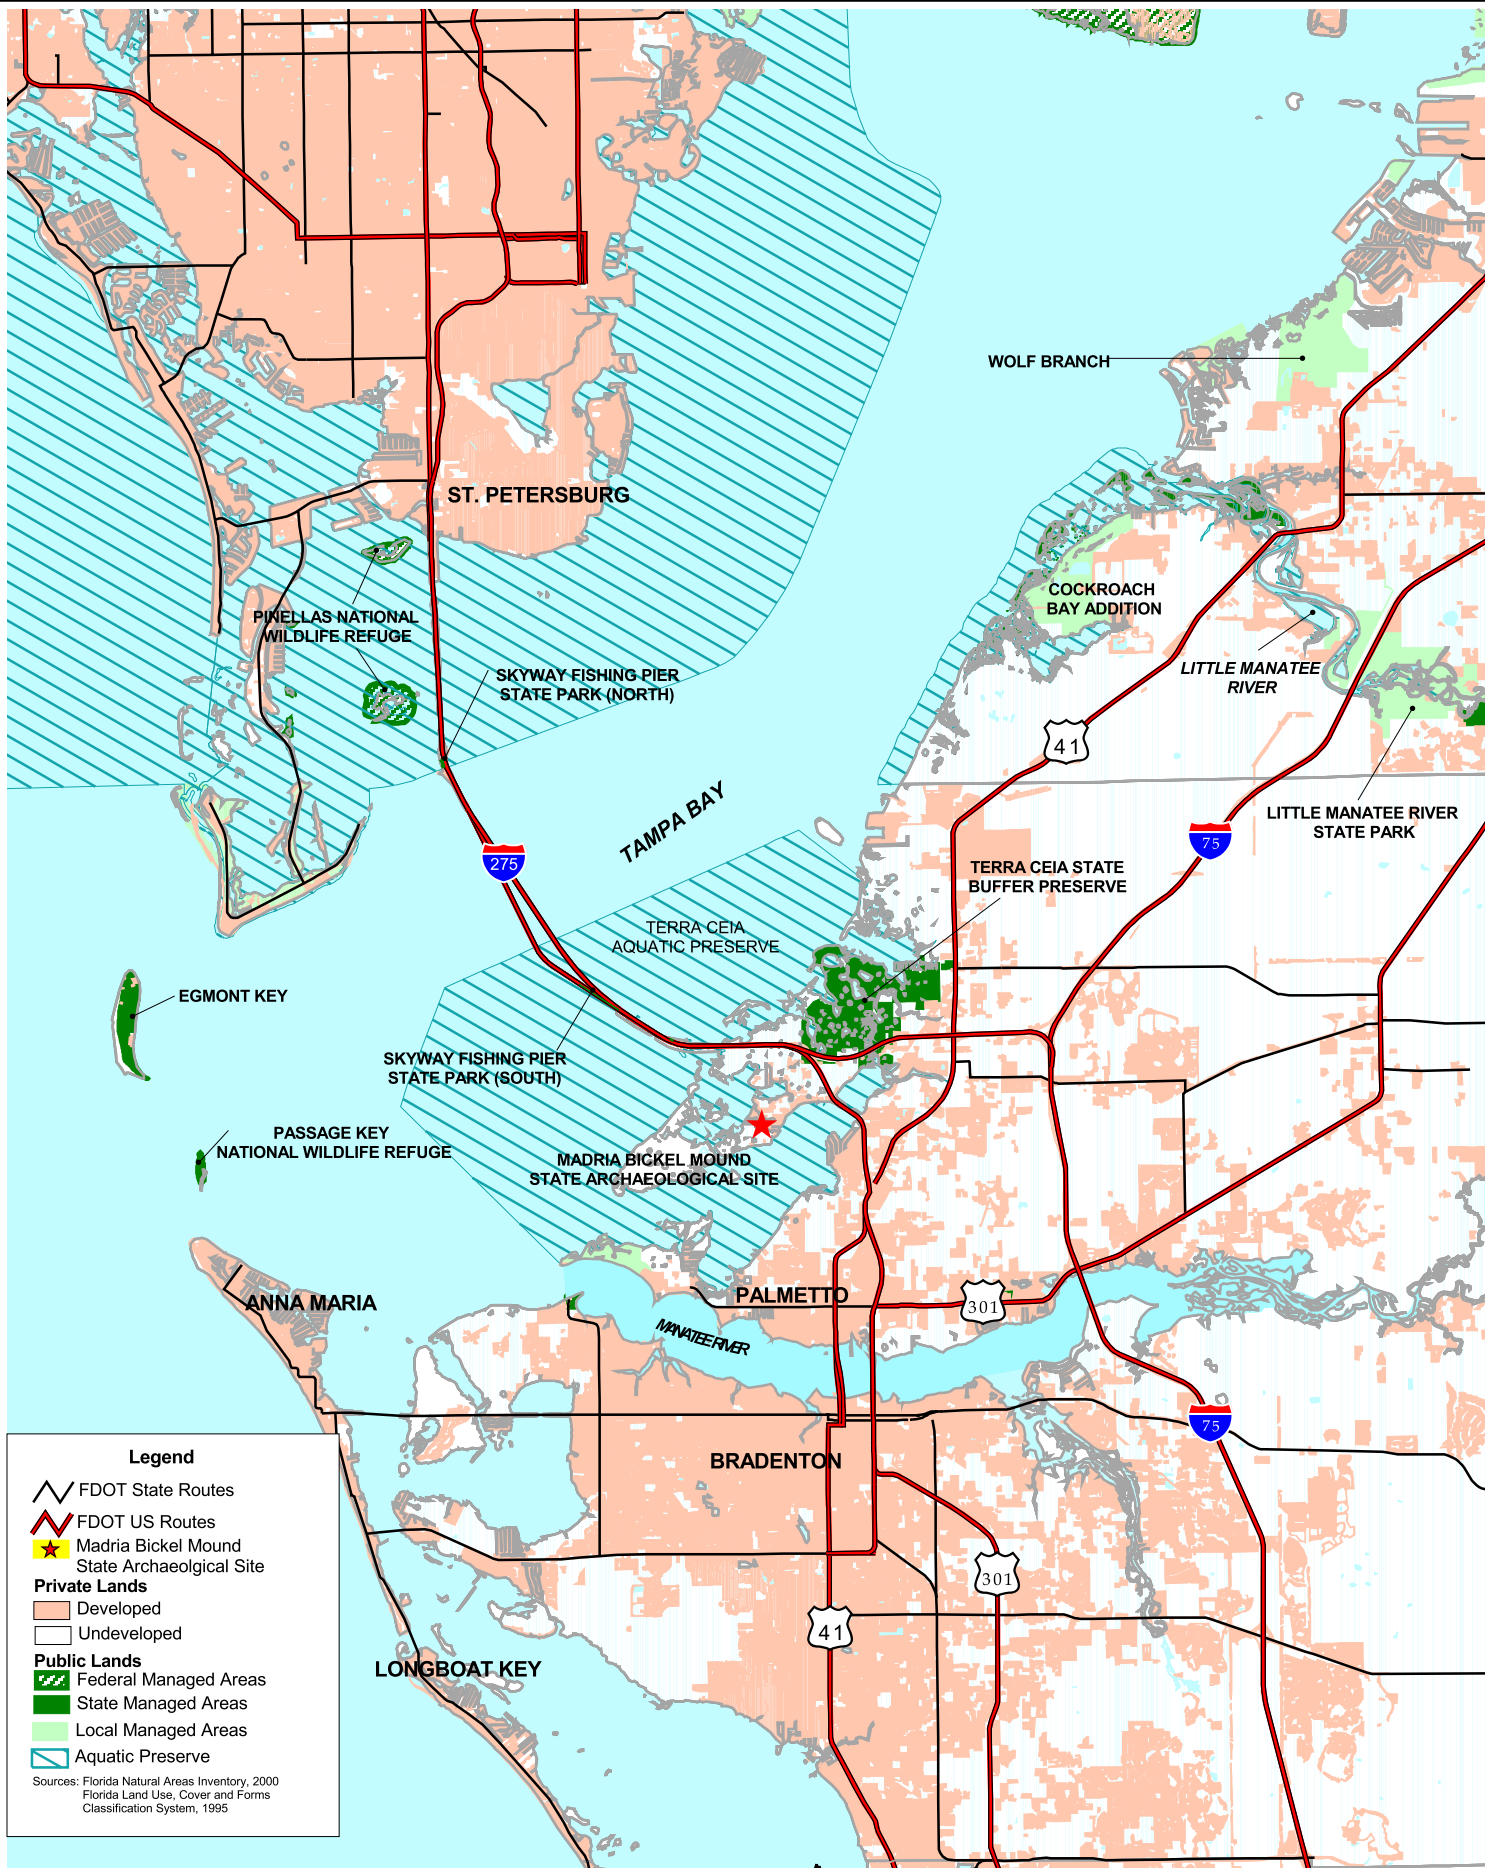 WOLF BRANCH
ST. PETERSBURG
COCKROACH
BAY ADDITION
PINELLAS NATIONAL
WILDLIFE REFUGE
LITTLE MANATEE
RIVER
SKYWAY FISHING PIER
STATE PARK (NORTH)
41
TAMPA BAY
LITTLE MANATEE RIVER
STATE PARK
75
275
TERRA CEIA STATE
BUFFER PRESERVE
TERRA CEIA
AQUATIC PRESERVE
EGMONT KEY
SKYWAY FISHING PIER
STATE PARK (SOUTH)
PASSAGE KEY
NATIONAL WILDLIFE REFUGE
MADRIA BICKEL MOUND
STATE ARCHAEOLOGICAL SITE
ANNA MARIA
PALMETTO
301
MANATEE RIVER
75
BRADENTON
301
41
LONGBOAT KEY
Legend
FDOT State Routes
FDOT US Routes
Madria Bickel Mound
State Archaeolgical Site
Private Lands
Developed
Undeveloped
Public Lands
Federal Managed Areas
State Managed Areas
Local Managed Areas
Aquatic Preserve
Sources: Florida Natural Areas Inventory, 2000
Florida Land Use, Cover and Forms
Classification System, 1995